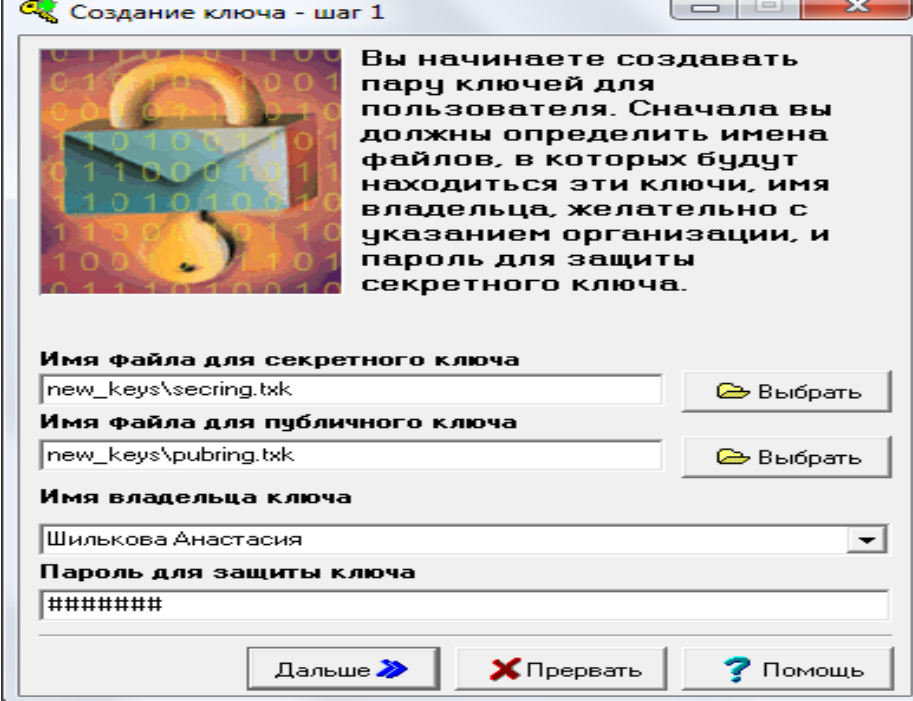 Создание ключа - шаг 1
Вы начинаете создавать
пару ключей для
пользователя. Сначала вы
должны определить имена
файлов, в которых будут
находиться эти ключи, имя
владельца, желательно с
указанием организации, и
пароль для защиты
секретного ключа.
Имя файла для секретного ключа
new_keys\secring.txk
Выбрать
Имя файла для публичного ключа
new_keys\pubring.txk
Выбрать
Имя владельца ключа
Шилькова Анастасия
Пароль для защиты ключа
#######
Дальше
Прервать
Помощь